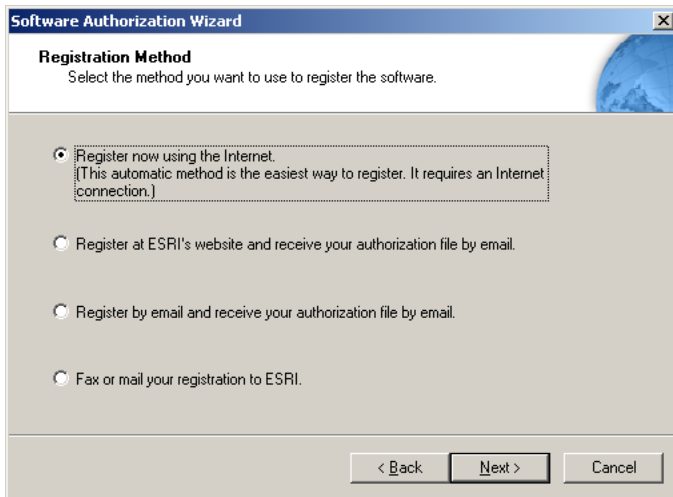 Software Authorization Wizard
Registration Method
Select the method you want to use to register the software.
Register now using the Internet.
(This automatic method is the easiest way to register. It requires an Internet
connection.)
Register at ESRI's website and receive your authorization file by email.
Register by email and receive your authorization file by email.
Fax or mail your registration to ESRI.
< Back Next > Cancel